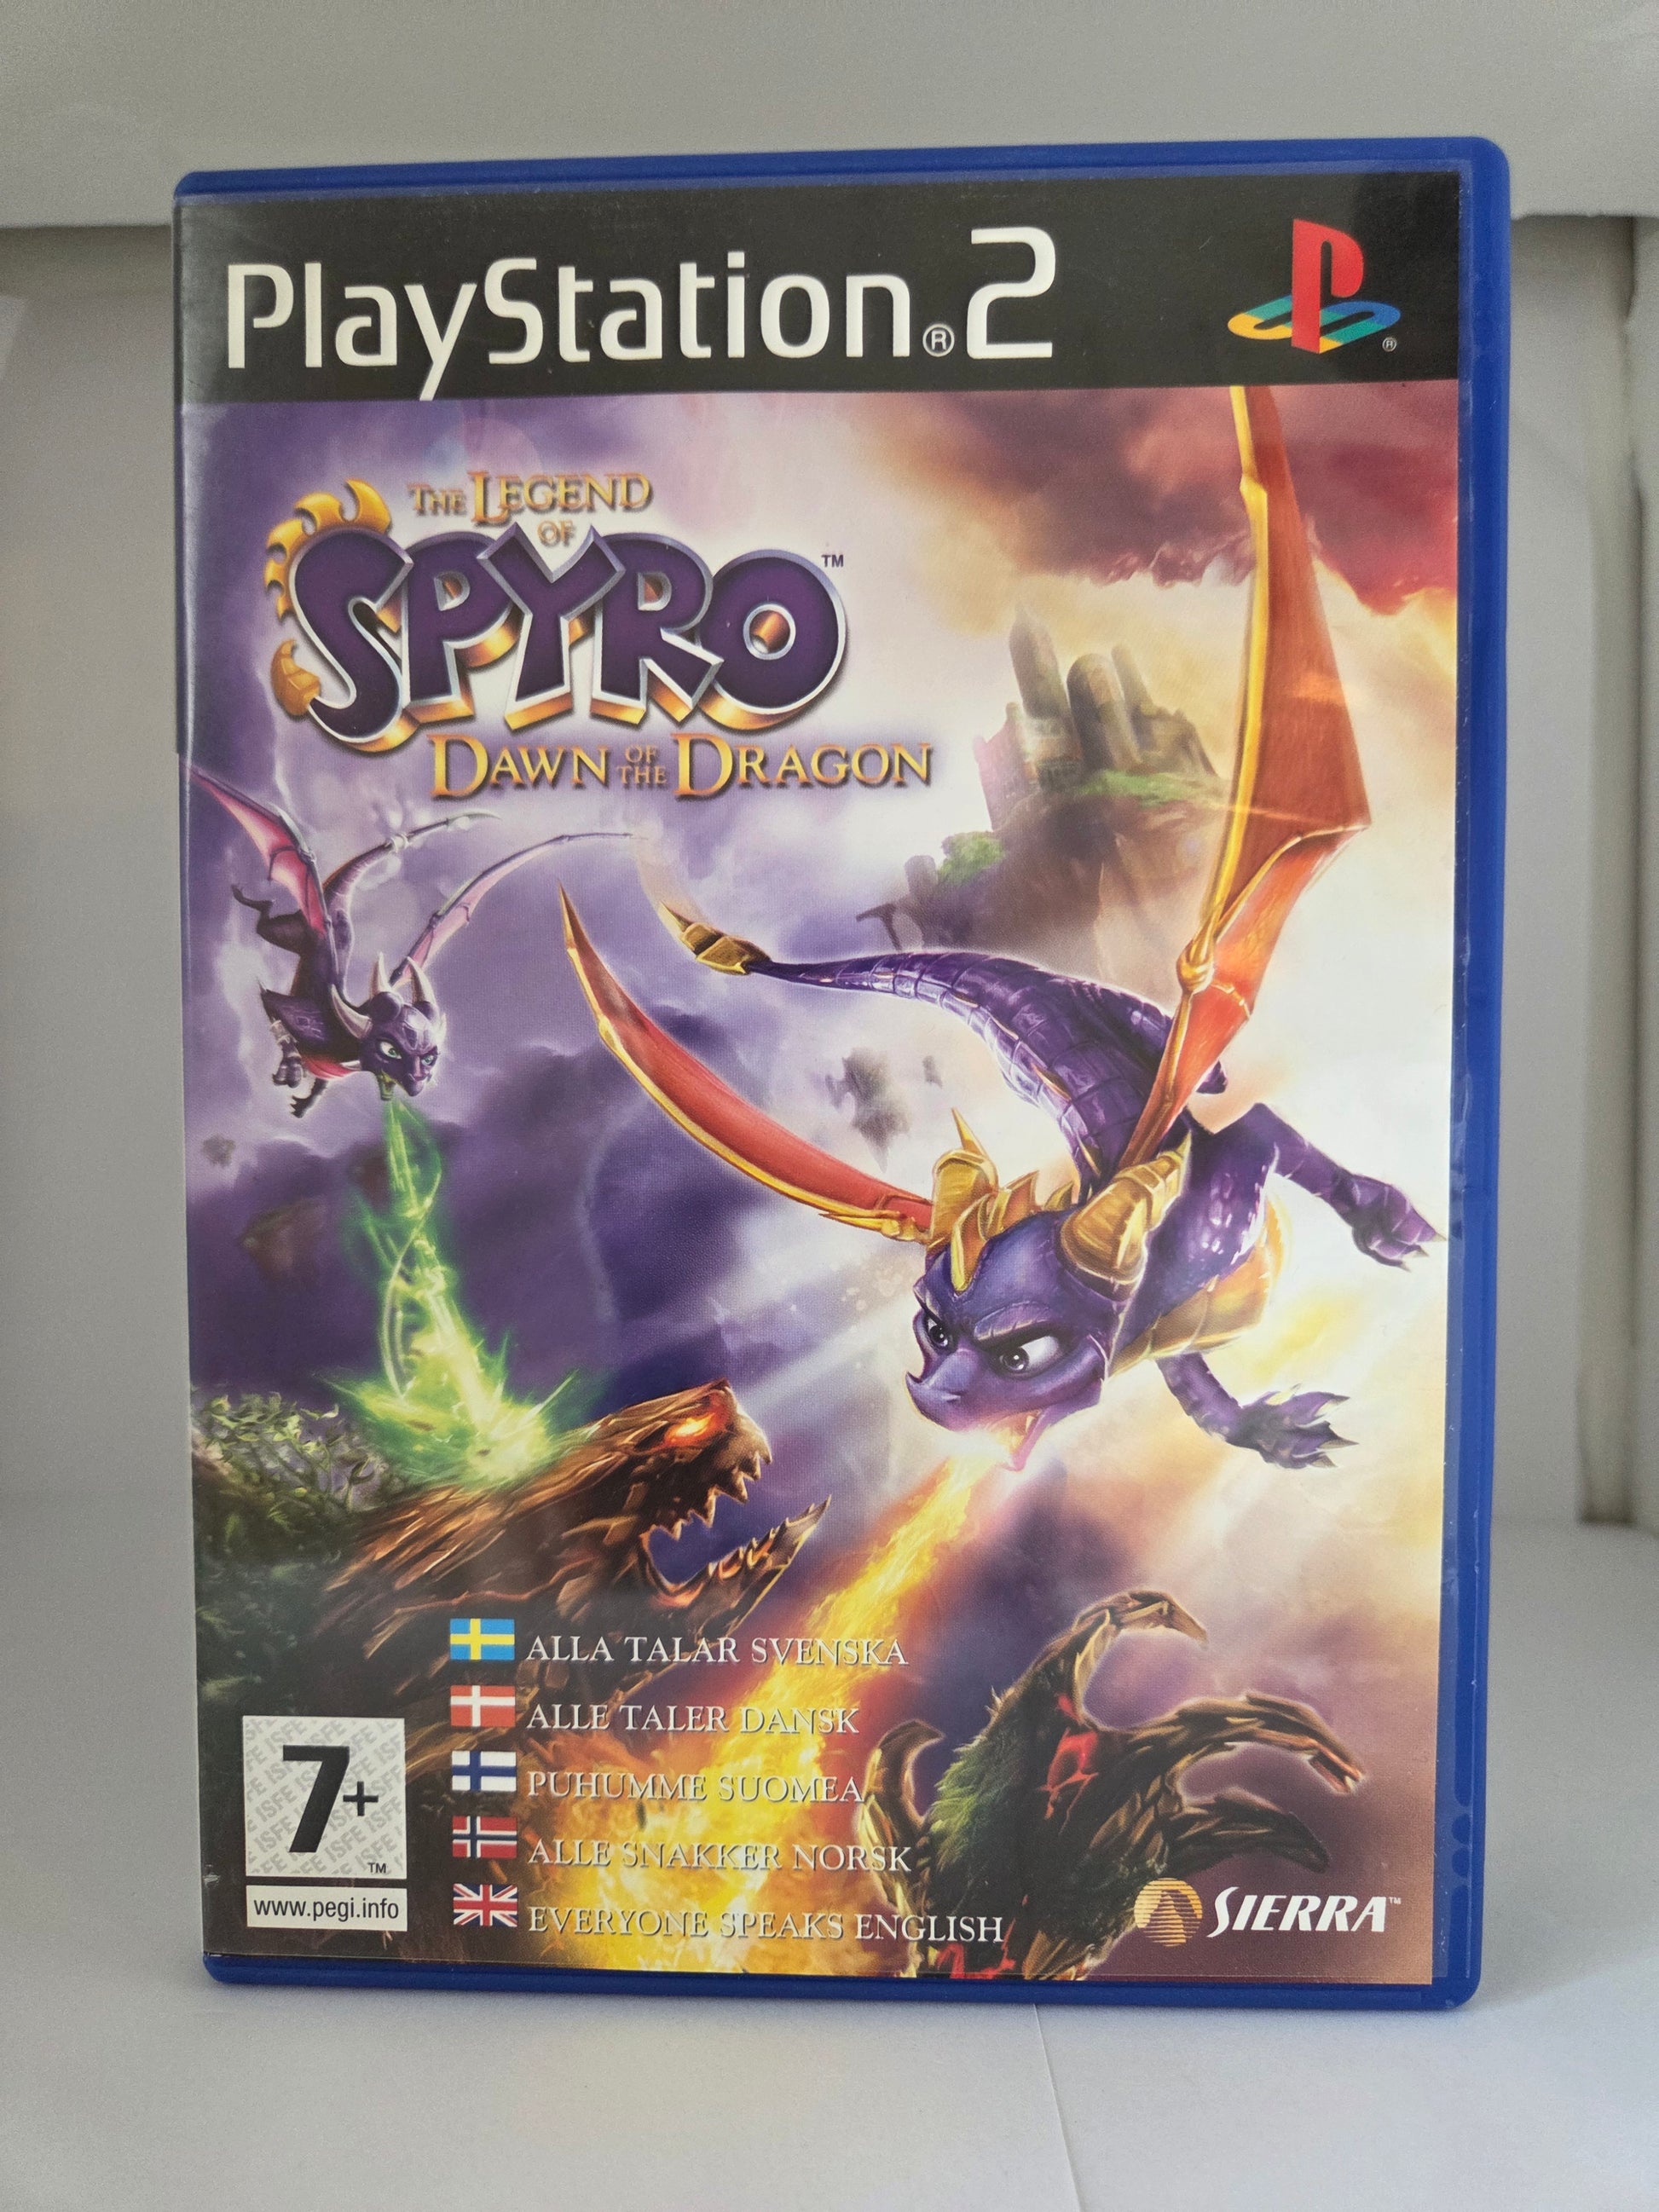 PlayStation®2
®
THE LEGEND
OF
SPYRO™
DAWN OF THE DRAGON
ALLA TALAR SVENSKA
ALLE TALER DANSK
PUHUMME SUOMEA
ALLE SNAKKER NORSK
EVERYONE SPEAKS ENGLISH
7+
™
www.pegi.info
SIERRA™